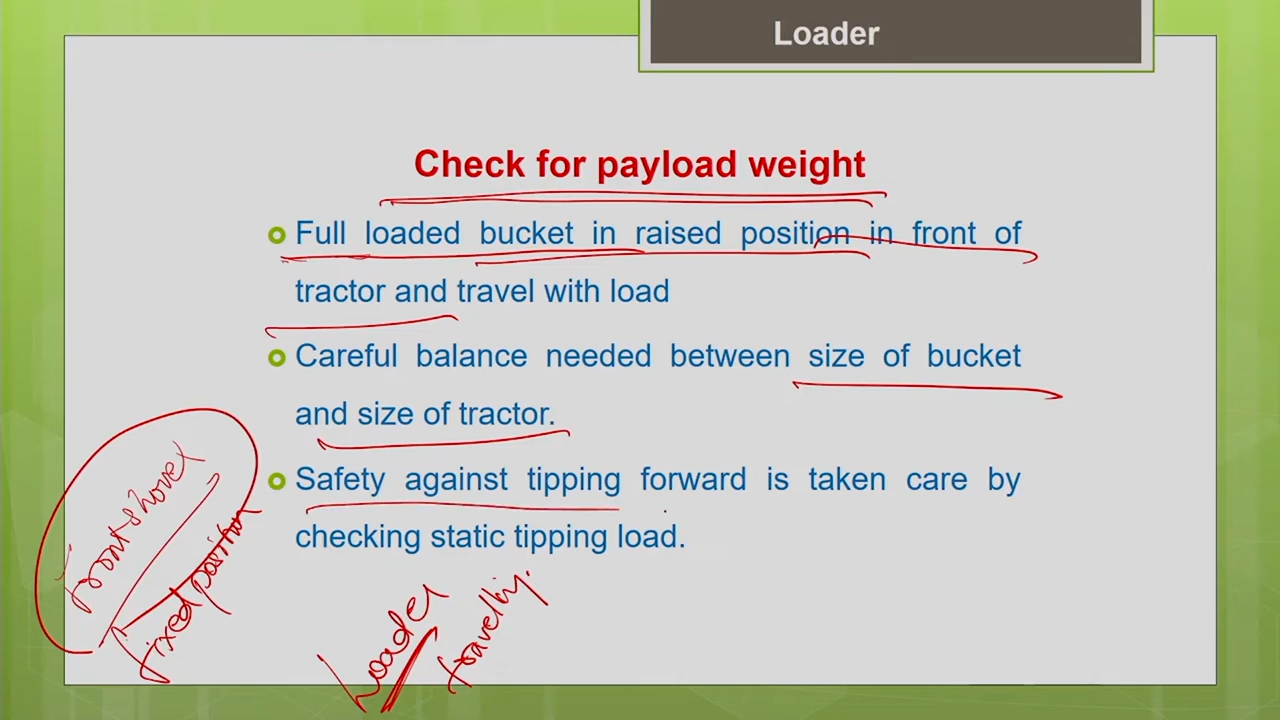 Loader
Check for payload weight
Full loaded bucket in raised position in front of
tractor and travel with load
Careful balance needed between size of bucket
and size of tractor.
Safety against tipping forward is taken care by
checking static tipping load.
Front shovel
fixed position
Loader
travelling.